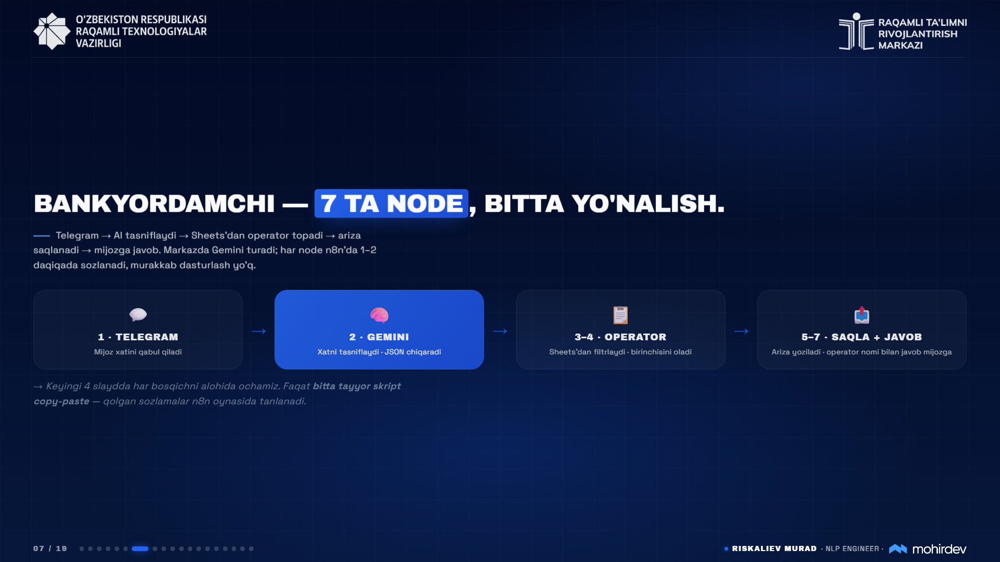 O'ZBEKISTON RESPUBLIKASI
RAQAMLI TEXNOLOGIYALAR
VAZIRLIGI
RAQAMLI TA’LIMNI
RIVOJLANTIRISH
MARKAZI
BANKYORDAMCHI — 7 TA NODE, BITTA YO'NALISH.
Telegram → AI tasniflaydi → Sheets’dan operator topadi → ariza
saqlanadi → mijozga javob. Markazda Gemini turadi; har node n8n’da 1–2
daqiqada sozlanadi, murakkab dasturlash yo’q.
1 · TELEGRAM
Mijoz xatini qabul qiladi
→
2 · GEMINI
Xatni tasniflaydi · JSON chiqaradi
→
3–4 · OPERATOR
Sheets’dan filtrlaydi · birinchisini oladi
→
5–7 · SAQLA + JAVOB
Ariza yoziladi · operator nomi bilan javob mijozga
→ Keyingi 4 slaydda har bosqichni alohida ochamiz. Faqat bitta tayyor skript
copy-paste — qolgan sozlamalar n8n oynasida tanlanadi.
07 / 19
RISKALIEV MURAD · NLP ENGINEER · mohirdev